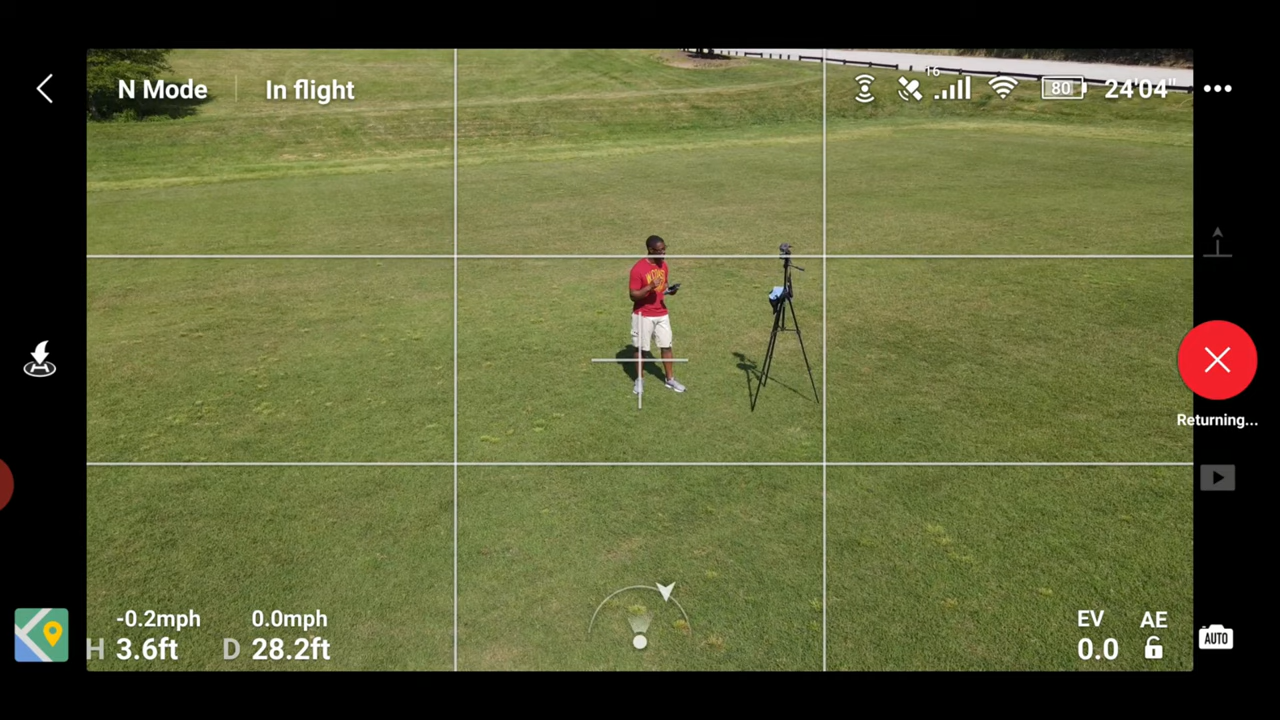 N Mode
In flight
16
80
24'04"
Returning...
-0.2mph
0.0mph
H 3.6ft
D 28.2ft
EV
0.0
AE
AUTO